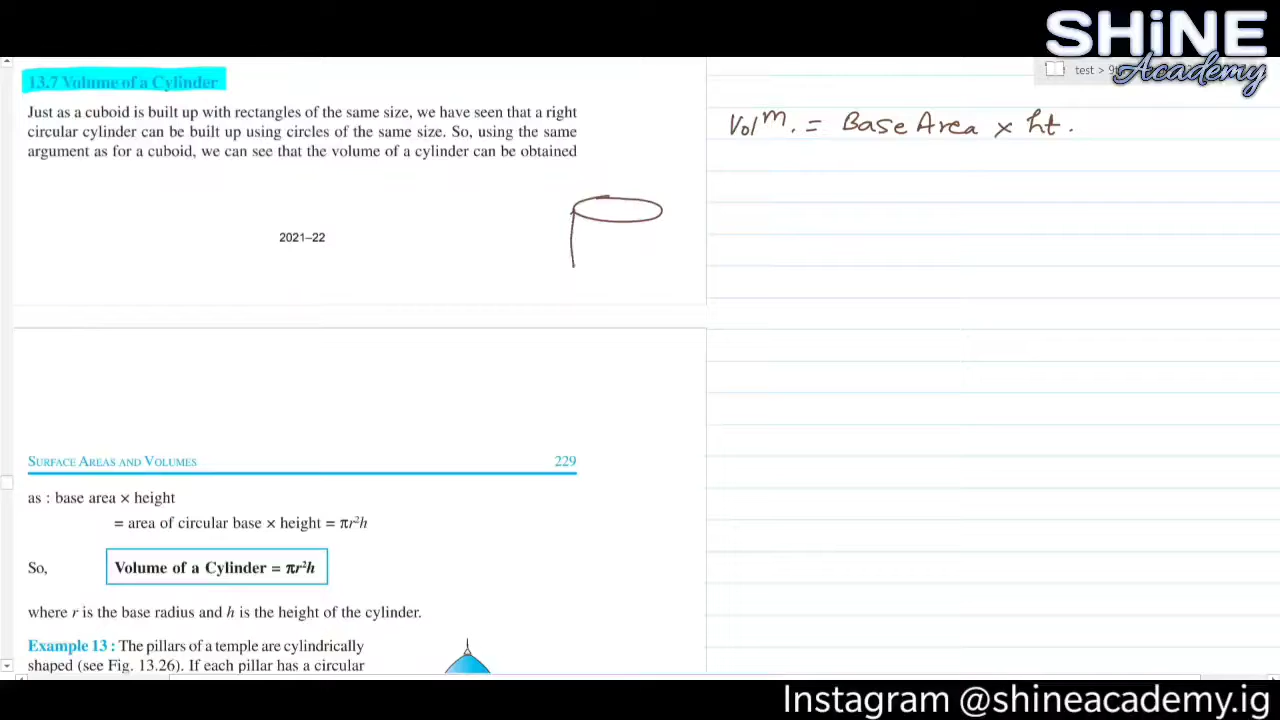 SHiNE
Academy
test > 9
13.7 Volume of a Cylinder
Just as a cuboid is built up with rectangles of the same size, we have seen that a right
circular cylinder can be built up using circles of the same size. So, using the same
argument as for a cuboid, we can see that the volume of a cylinder can be obtained
Volm. = Base Area × ht.
2021–22
SURFACE AREAS AND VOLUMES 229
as : base area × height
= area of circular base × height = πr²h
So, Volume of a Cylinder = πr²h
where r is the base radius and h is the height of the cylinder.
Example 13 : The pillars of a temple are cylindrically
shaped (see Fig. 13.26). If each pillar has a circular
Instagram @shineacademy.ig